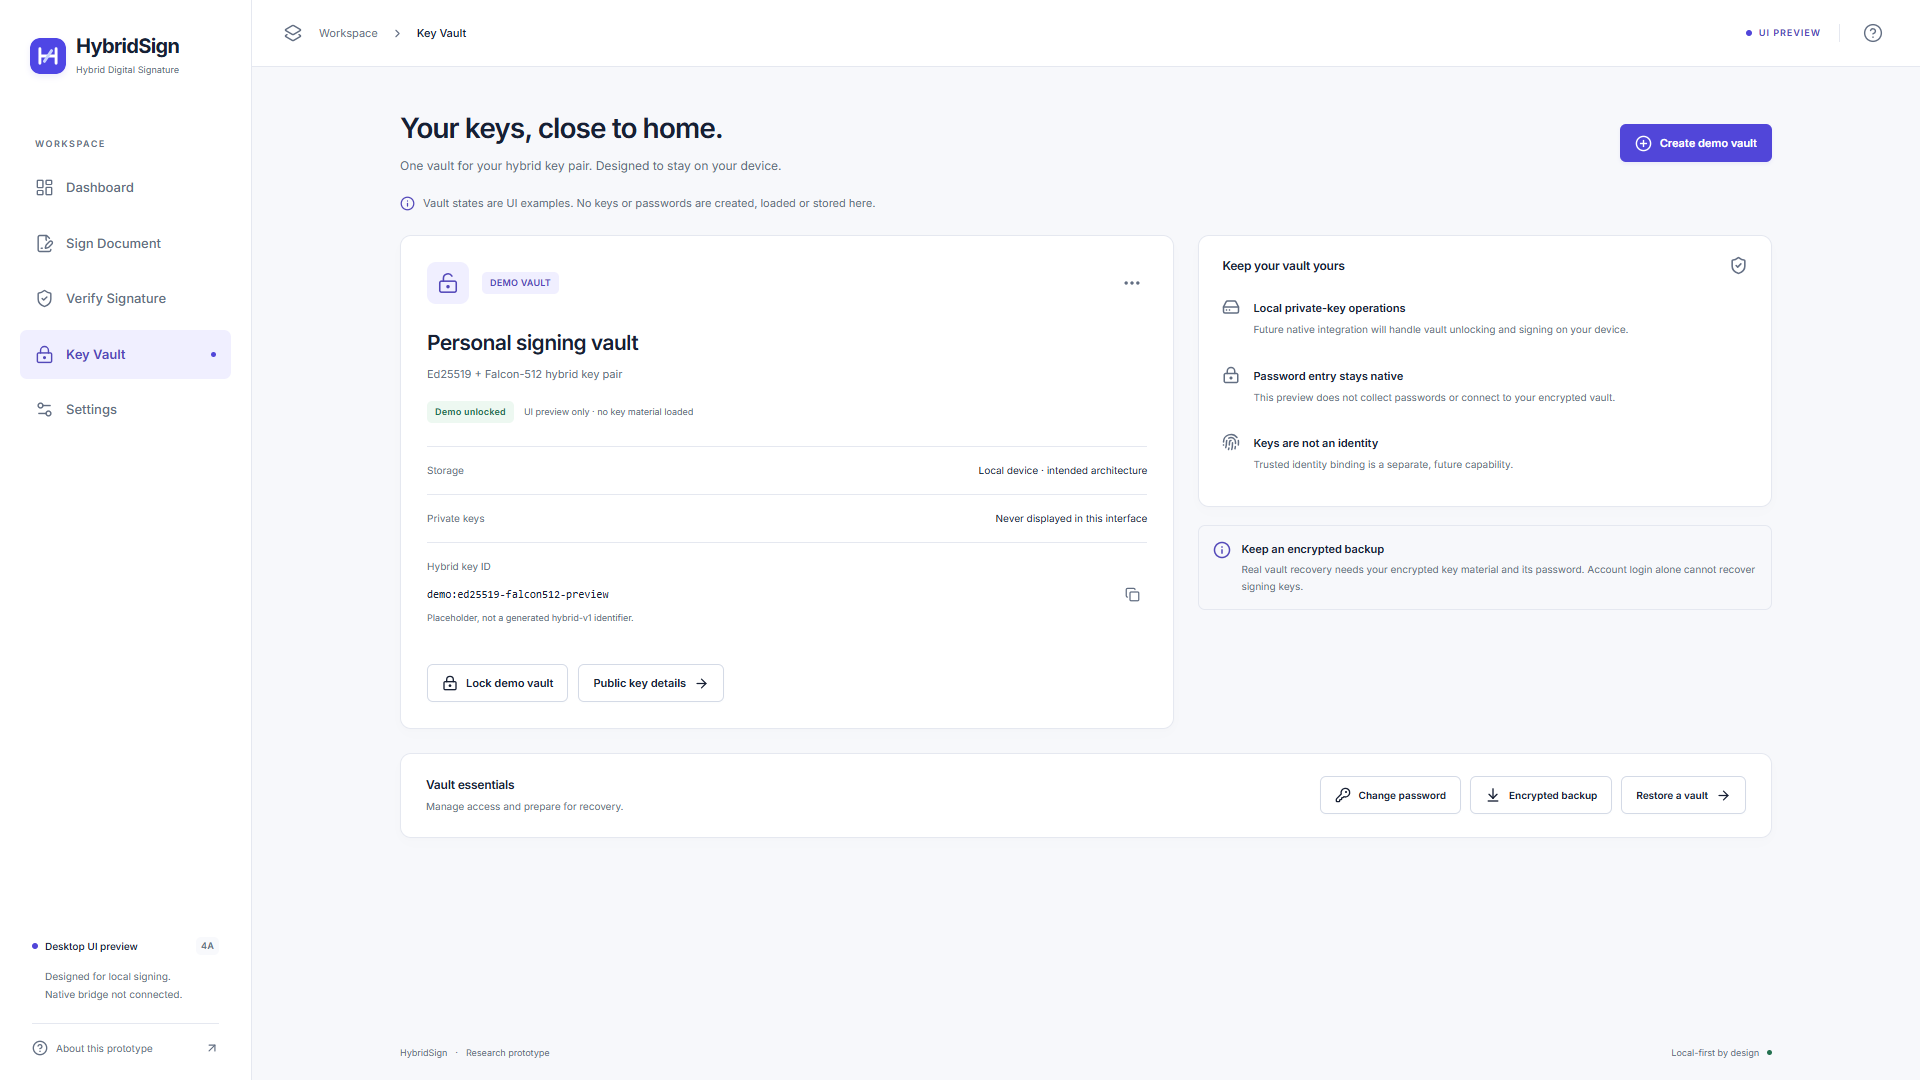 HybridSign
Hybrid Digital Signature
WORKSPACE
Dashboard
Sign Document
Verify Signature
Key Vault
Settings
Desktop UI preview 4A
Designed for local signing.
Native bridge not connected.
About this prototype
Workspace Key Vault
UI PREVIEW
Your keys, close to home.
One vault for your hybrid key pair. Designed to stay on your device.
Create demo vault
Vault states are UI examples. No keys or passwords are created, loaded or stored here.
DEMO VAULT
Personal signing vault
Ed25519 + Falcon-512 hybrid key pair
Demo unlocked UI preview only · no key material loaded
Storage Local device · intended architecture
Private keys Never displayed in this interface
Hybrid key ID
demo:ed25519-falcon512-preview
Placeholder, not a generated hybrid-v1 identifier.
Lock demo vault Public key details
Keep your vault yours
Local private-key operations
Future native integration will handle vault unlocking and signing on your device.
Password entry stays native
This preview does not collect passwords or connect to your encrypted vault.
Keys are not an identity
Trusted identity binding is a separate, future capability.
Keep an encrypted backup
Real vault recovery needs your encrypted key material and its password. Account login alone cannot recover
signing keys.
Vault essentials
Manage access and prepare for recovery.
Change password Encrypted backup Restore a vault
HybridSign · Research prototype
Local-first by design